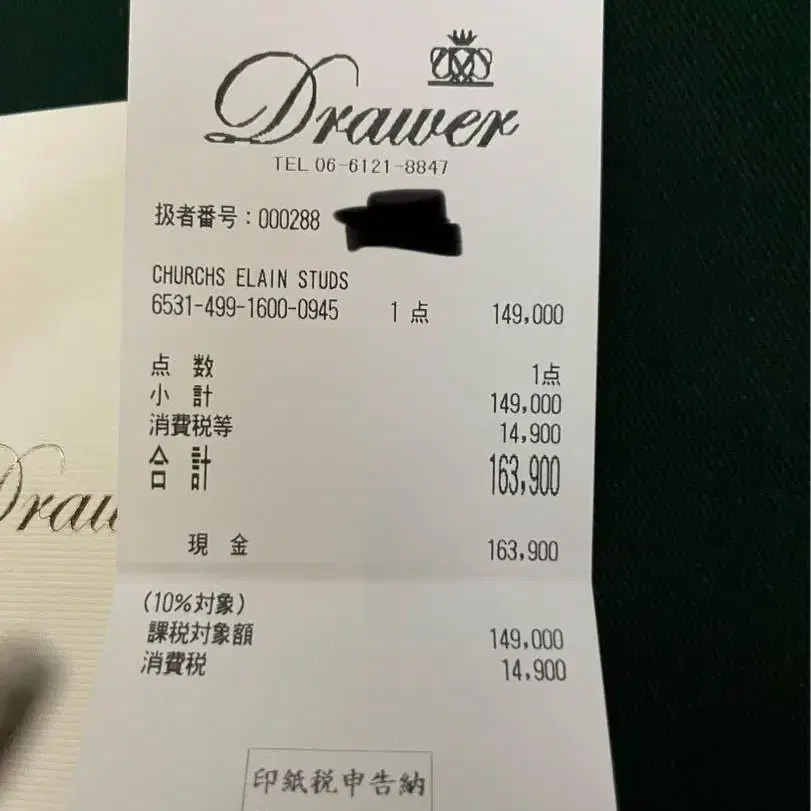 Drawer
TEL 06-6121-8847
扱者番号：000288
CHURCHS ELAIN STUDS
6531-499-1600-0945 1点 149,000
点 数 1点
小 計 149,000
消費税等 14,900
合 計 163,900
現 金 163,900
(10%対象)
課税対象額 149,000
消費税 14,900
印紙税申告納
Draw